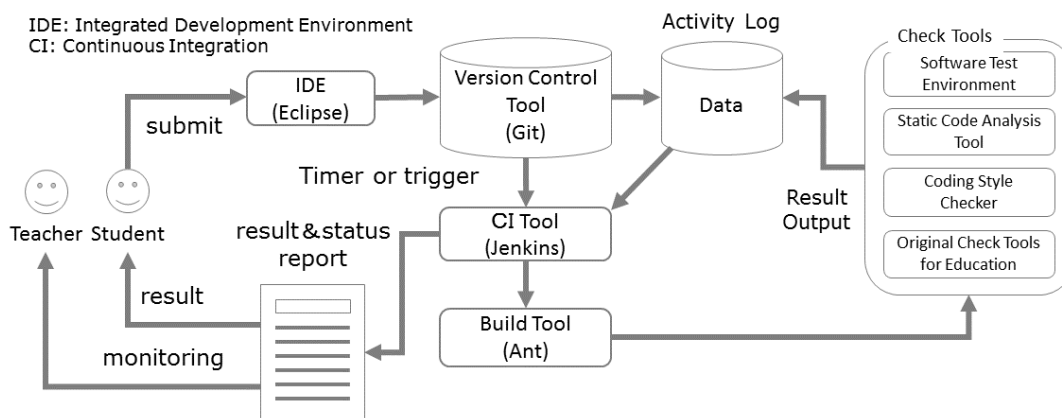 IDE: Integrated Development Environment
CI: Continuous Integration
Activity Log
Check Tools
Software Test
Environment
Static Code Analysis
Tool
Coding Style
Checker
Original Check Tools
for Education
IDE
(Eclipse)
Version Control
Tool
(Git)
Data
submit
Timer or trigger
Result
Output
Teacher
Student
result&status
report
CI Tool
(Jenkins)
result
monitoring
Build Tool
(Ant)